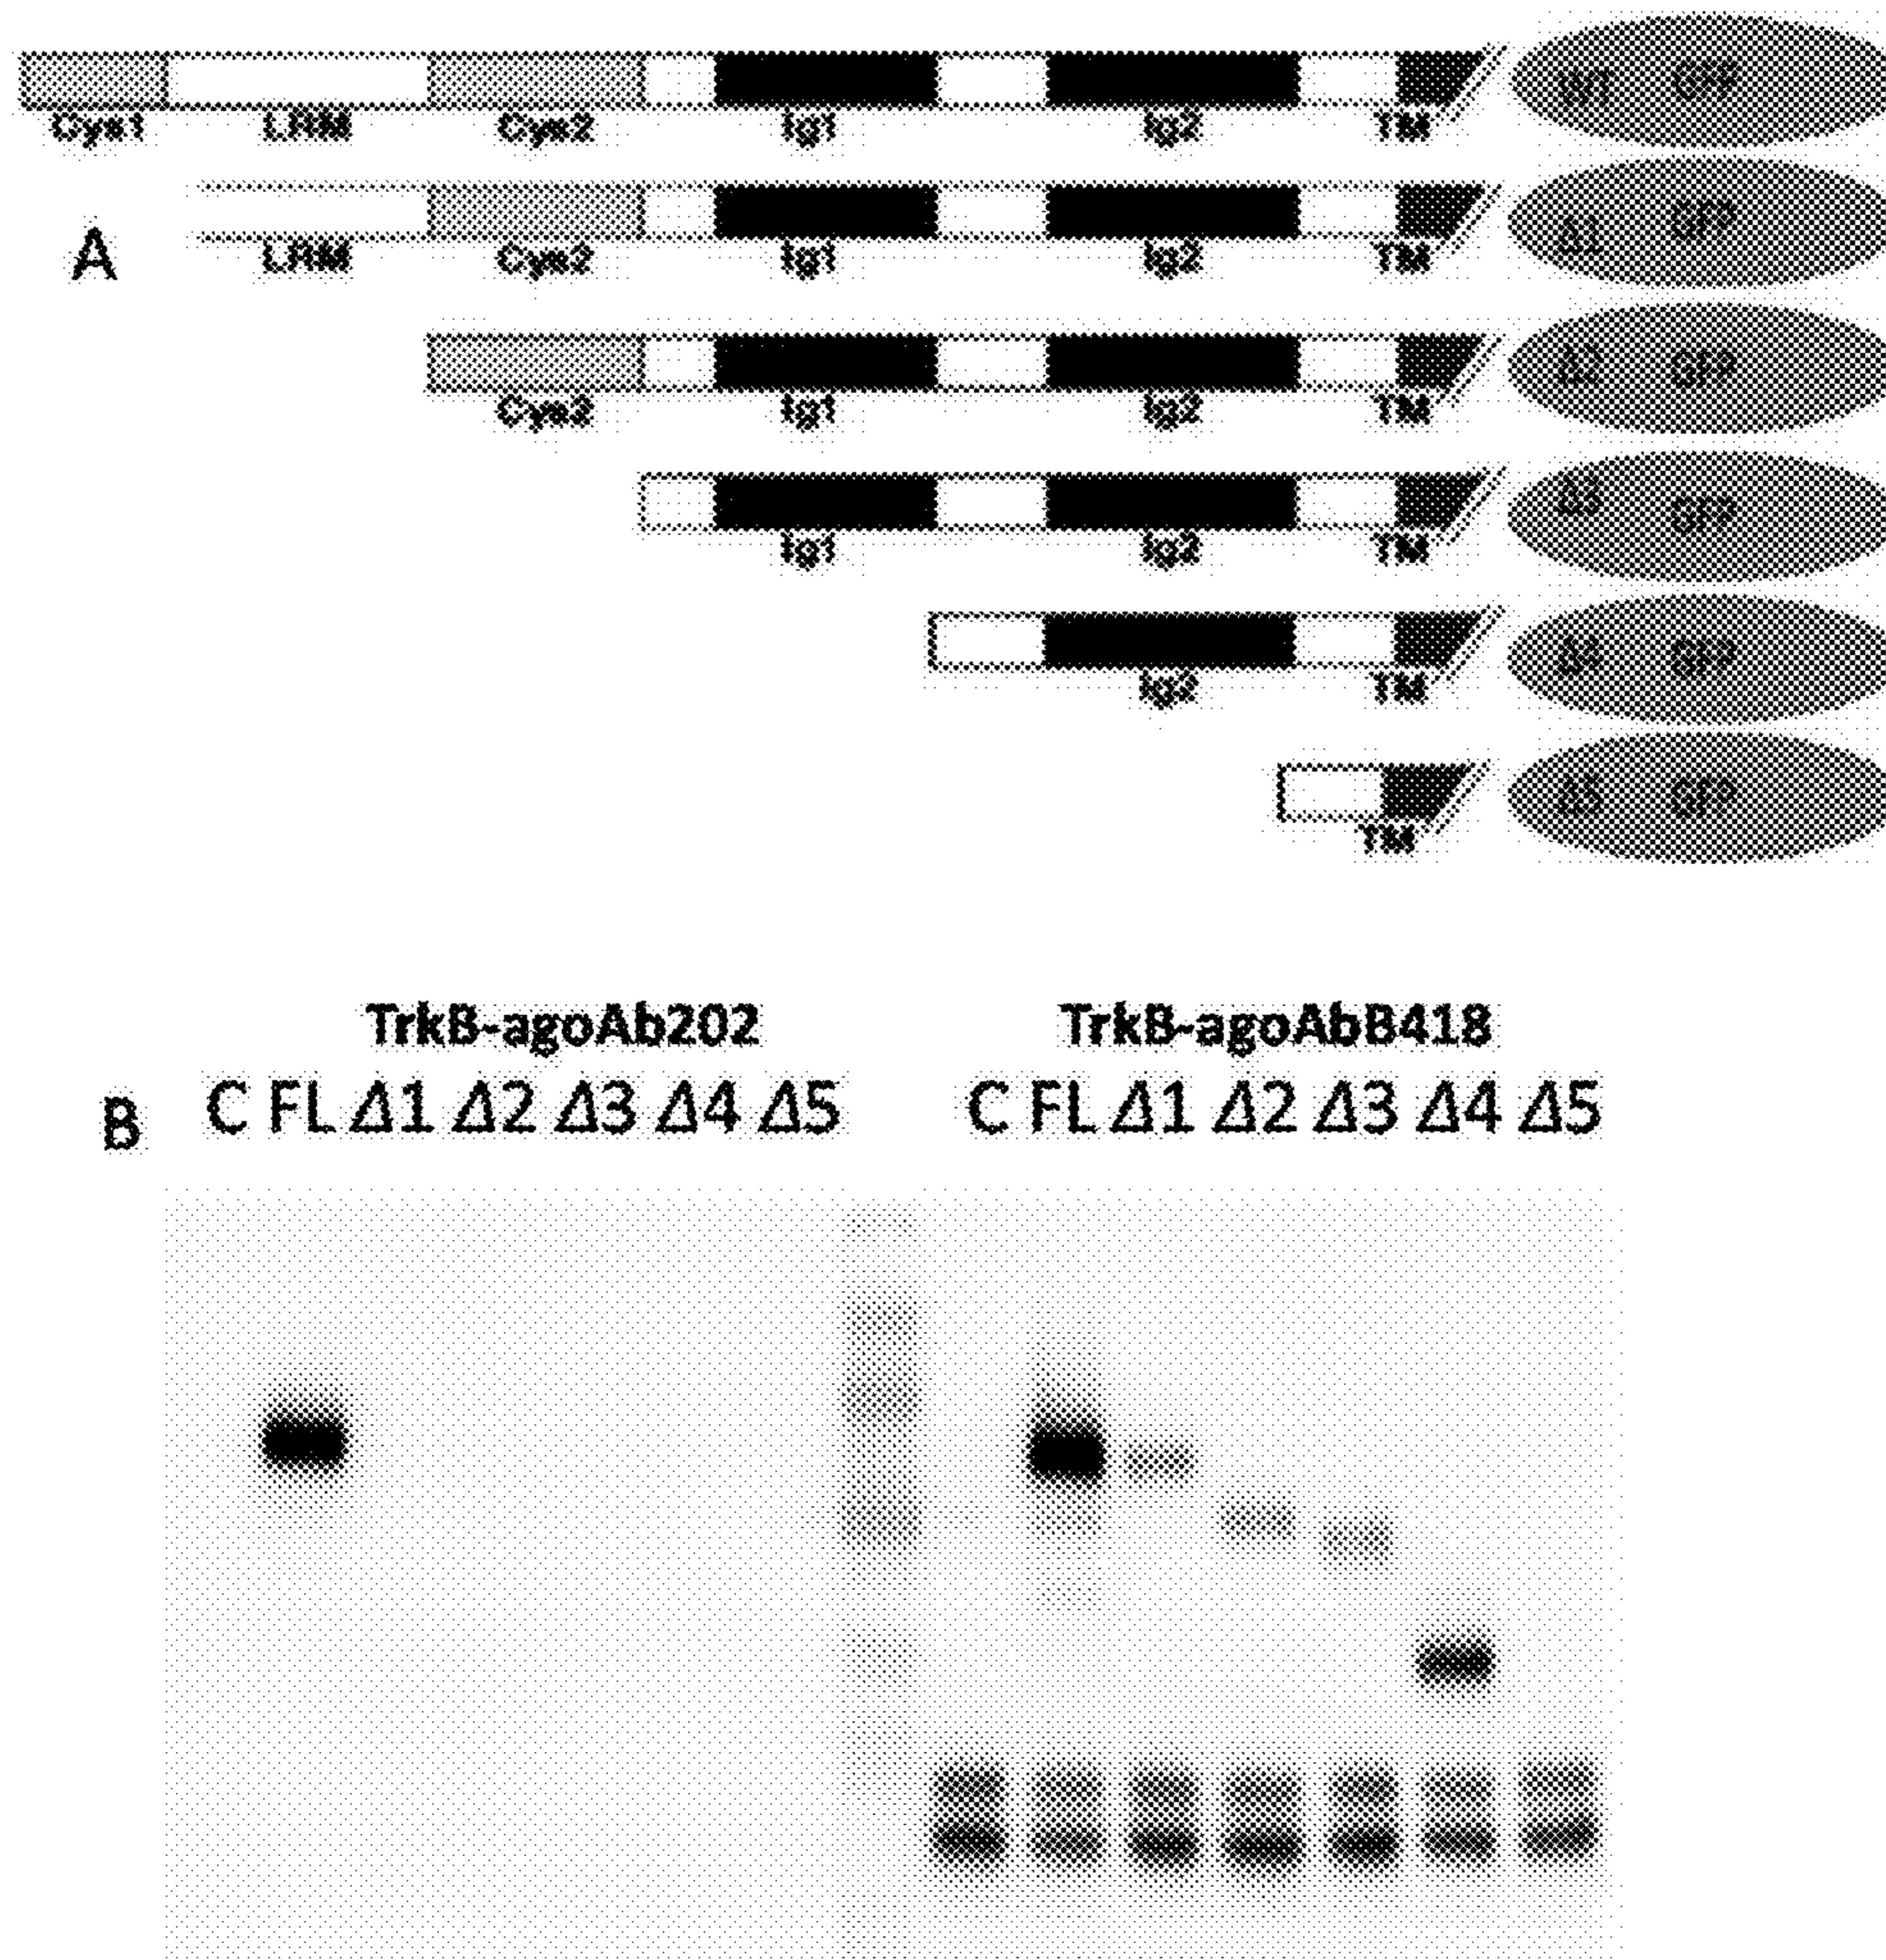 WT GFP
Cys1 LRM Cys2 Ig1 Ig2 TM
A
Δ1 GFP
LRM Cys2 Ig1 Ig2 TM
Δ2 GFP
Cys2 Ig1 Ig2 TM
Δ3 GFP
Ig1 Ig2 TM
Δ4 GFP
Ig2 TM
Δ5 GFP
TM
TrkB-agoAb202 TrkB-agoAbB418
B C FL Δ1 Δ2 Δ3 Δ4 Δ5 C FL Δ1 Δ2 Δ3 Δ4 Δ5